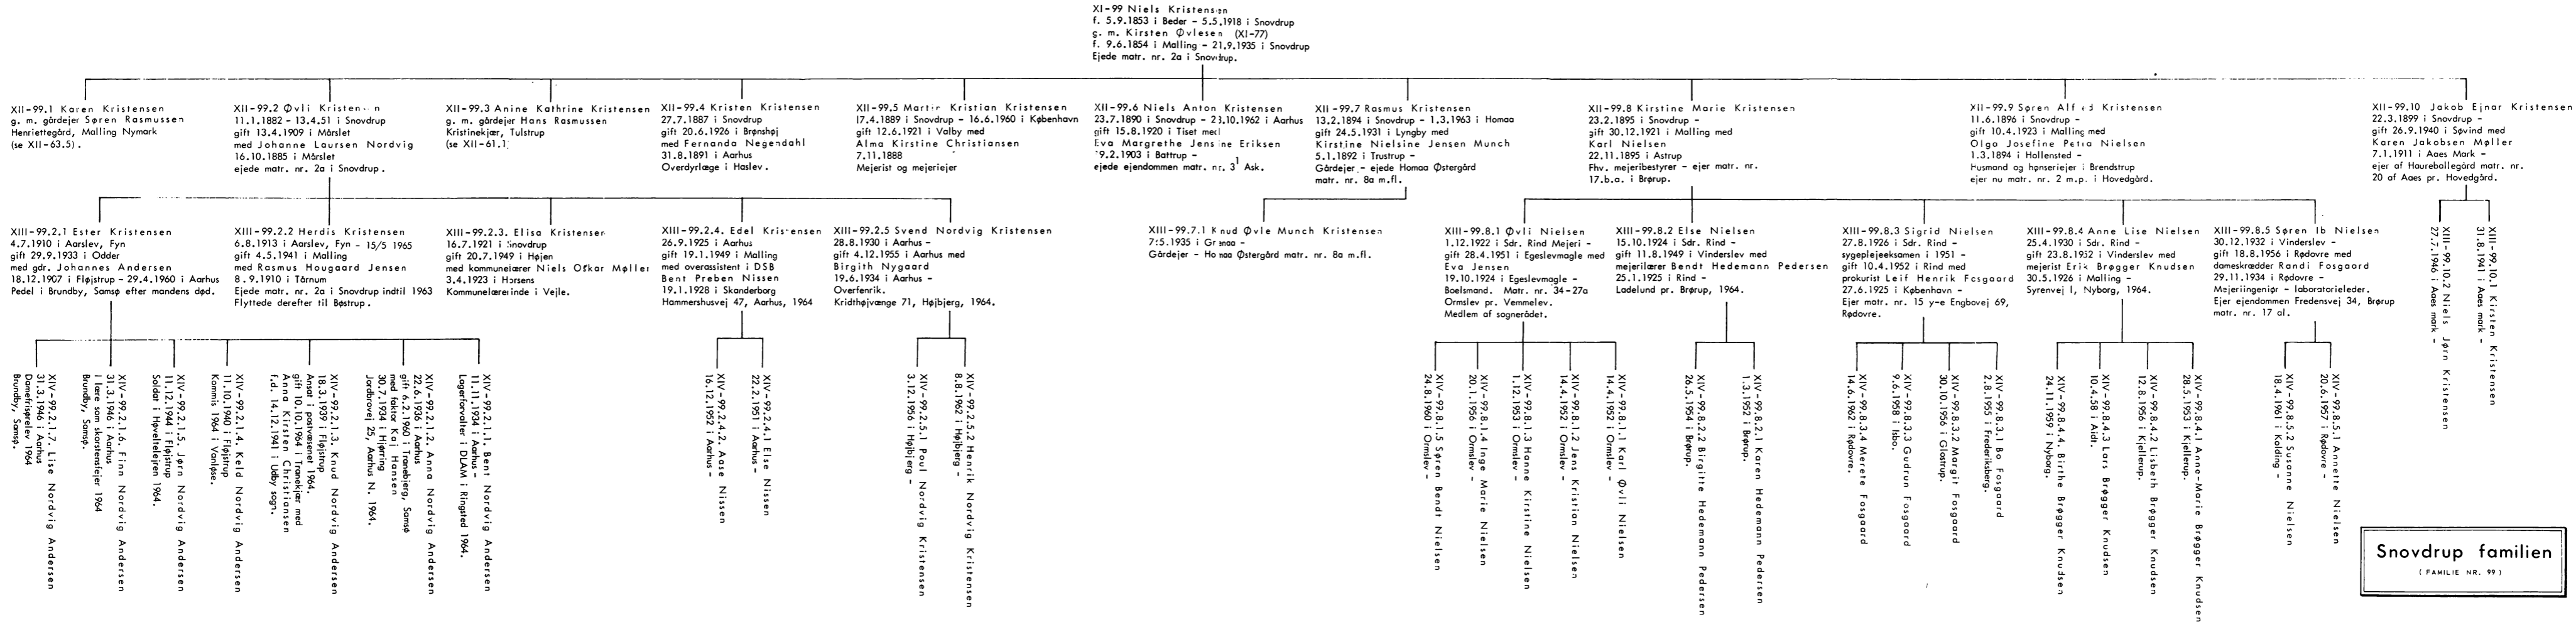 XI-99 Niels Kristensen
f. 5.9.1853 i Beder - 5.5.1918 i Snovdrup
g. m. Kirsten Øvlesen (XI-77)
f. 9.6.1854 i Malling - 21.9.1935 i Snovdrup
Ejede matr. nr. 2a i Snovdrup.
XII-99.1 Karen Kristensen
g. m. gårdejer Søren Rasmussen
Henriettegård, Malling Nymark
(se XII-63.5).
XII-99.2 Øvli Kristensen
11.1.1882 - 13.4.51 i Snovdrup
gift 13.4.1909 i Mårslet
med Johanne Laursen Nordvig
16.10.1885 i Mårslet
ejede matr. nr. 2a i Snovdrup.
XII-99.3 Anine Kathrine Kristensen
g. m. gårdejer Hans Rasmussen
Kristinekjær, Tulstrup
(se XII-61.1)
XII-99.4 Kristen Kristensen
27.7.1887 i Snovdrup
gift 20.6.1926 i Brønshøj
med Fernanda Negendahl
31.8.1891 i Aarhus
Overdyrlæge i Haslev.
XII-99.5 Martin Kristian Kristensen
17.4.1889 i Snovdrup - 16.6.1960 i København
gift 12.6.1921 i Valby med
Alma Kirstine Christiansen
7.11.1888
Mejerist og mejeriejer
XII-99.6 Niels Anton Kristensen
23.7.1890 i Snovdrup - 23.10.1962 i Aarhus
gift 15.8.1920 i Tiset med
Eva Margrethe Jensine Eriksen
9.2.1903 i Battrup -
ejede ejendommen matr. nr. 3¹ Ask.
XII-99.7 Rasmus Kristensen
13.2.1894 i Snovdrup - 1.3.1963 i Homaa
gift 24.5.1931 i Lyngby med
Kirstine Nielsine Jensen Munch
5.1.1892 i Trustrup -
Gårdejer - ejede Homaa Østergård
matr. nr. 8a m.fl.
XII-99.8 Kirstine Marie Kristensen
23.2.1895 i Snovdrup -
gift 30.12.1921 i Malling med
Karl Nielsen
22.11.1895 i Astrup
Fhv. mejeribestyrer - ejer matr. nr.
17.b.a. i Brørup.
XII-99.9 Søren Alfred Kristensen
11.6.1896 i Snovdrup -
gift 10.4.1923 i Malling med
Olga Josefine Petra Nielsen
1.3.1894 i Hollensted -
Husmand og hønseriejer i Brendstrup
ejer nu matr. nr. 2 m.p. i Hovedgård.
XII-99.10 Jakob Ejnar Kristensen
22.3.1899 i Snovdrup -
gift 26.9.1940 i Søvind med
Karen Jakobsen Møller
7.1.1911 i Aaes Mark -
ejer af Haureballegård matr. nr.
20 af Aaes pr. Hovedgård.
XIII-99.2.1 Ester Kristensen
4.7.1910 i Aarslev, Fyn
gift 29.9.1933 i Odder
med gdr. Johannes Andersen
18.12.1907 i Fløjstrup - 29.4.1960 i Aarhus
Pedel i Brundby, Samsø efter mandens død.
XIII-99.2.2 Herdis Kristensen
6.8.1913 i Aarslev, Fyn - 15/5 1965
gift 4.5.1941 i Malling
med Rasmus Hougaard Jensen
8.9.1910 i Tårnum
Ejede matr. nr. 2a i Snovdrup indtil 1963
Flyttede derefter til Bøstrup.
XIII-99.2.3. Elisa Kristensen
16.7.1921 i Snovdrup
gift 20.7.1949 i Højen
med kommunelærer Niels Oskar Møller
3.4.1923 i Horsens
Kommunelærerinde i Vejle.
XIII-99.2.4. Edel Kristensen
26.9.1925 i Aarhus
gift 19.1.1949 i Malling
med overassistent i DSB
Bent Preben Nissen
19.1.1928 i Skanderborg
Hammershusvej 47, Aarhus, 1964
XIII-99.2.5 Svend Nordvig Kristensen
28.8.1930 i Aarhus -
gift 4.12.1955 i Aarhus med
Birgith Nygaard
19.6.1934 i Aarhus -
Overfenrik.
Kridthøjvænge 71, Højbjerg, 1964.
XIII-99.7.1 Knud Øvle Munch Kristensen
7.5.1935 i Grenaa -
Gårdejer - Homaa Østergård matr. nr. 8a m.fl.
XIII-99.8.1 Øvli Nielsen
1.12.1922 i Sdr. Rind Mejeri -
gift 28.4.1951 i Egeslevmagle med
Eva Jensen
19.10.1924 i Egeslevmagle -
Boelsmand. Matr. nr. 34-27a
Ormslev pr. Vemmelev.
Medlem af sognerådet.
XIII-99.8.2 Else Nielsen
15.10.1924 i Sdr. Rind -
gift 11.8.1949 i Vinderslev med
mejerilærer Bendt Hedemann Pedersen
25.1.1925 i Rind -
Ladelund pr. Brørup, 1964.
XIII-99.8.3 Sigrid Nielsen
27.8.1926 i Sdr. Rind -
sygeplejeeksamen i 1951 -
gift 10.4.1952 i Rind med
prokurist Leif Henrik Fosgaard
27.6.1925 i København -
Ejer matr. nr. 15 y-e Engbovej 69,
Rødovre.
XIII-99.8.4 Anne Lise Nielsen
25.4.1930 i Sdr. Rind -
gift 23.8.1952 i Vinderslev med
mejerist Erik Brøgger Knudsen
30.5.1926 i Malling -
Syrenvej 1, Nyborg, 1964.
XIII-99.8.5 Søren Ib Nielsen
30.12.1932 i Vinderslev -
gift 18.8.1956 i Rødovre med
dameskrædder Randi Fosgaard
29.11.1934 i Rødovre -
Mejeriingeniør - laboratorieleder.
Ejer ejendommen Fredensvej 34, Brørup
matr. nr. 17 al.
XIII-99.10.2 Niels Jørn Kristensen
27.7.1946 i Aaes mark -
XIII-99.10.1 Kirsten Kristensen
31.8.1941 i Aaes mark -
XIV-99.2.1.7. Lise Nordvig Andersen
31.3.1946 i Aarhus
Damefrisørelev 1964
Brundby, Samsø.
XIV-99.2.1.6. Finn Nordvig Andersen
31.3.1946 i Aarhus
I lære som skorstensfejer 1964
Brundby, Samsø.
XIV-99.2.1.5. Jørn Nordvig Andersen
11.12.1944 i Fløjstrup
Soldat i Høveltelejren 1964.
XIV-99.2.1.4. Keld Nordvig Andersen
11.10.1940 i Fløjstrup
Kommis 1964 i Vanløse.
XIV-99.2.1.3. Knud Nordvig Andersen
18.3.1939 i Fløjstrup
Ansat i postvæsenet 1964.
gift 10.10.1964 i Tranekjær med
Anna Kirsten Christiansen
f.d. 14.12.1941 i Udby sogn.
XIV-99.2.1.2. Anna Nordvig Andersen
22.6.1936 i Aarhus
gift 6.2.1960 i Tranebjerg, Samsø
med faktor Kaj Hansen
30.7.1934 i Hjørring
Jordbrovej 25, Aarhus N. 1964.
XIV-99.2.1.1. Bent Nordvig Andersen
11.11.1934 i Aarhus -
Lagerforvalter i DLAM i Ringsted 1964.
XIV-99.2.4.2. Aase Nissen
16.12.1952 i Aarhus -
XIV-99.2.4.1 Else Nissen
22.2.1951 i Aarhus -
XIV-99.2.5.1 Poul Nordvig Kristensen
3.12.1956 i Højbjerg -
XIV-99.2.5.2 Henrik Nordvig Kristensen
8.8.1962 i Højbjerg -
XIV-99.8.1.5 Søren Bendt Nielsen
24.8.1960 i Ormslev -
XIV-99.8.1.4 Inge Marie Nielsen
20.1.1956 i Ormslev -
XIV-99.8.1.3 Hanne Kirstine Nielsen
1.12.1953 i Ormslev -
XIV-99.8.1.2 Jens Kristian Nielsen
14.4.1952 i Ormslev -
XIV-99.8.1.1 Karl Øvli Nielsen
14.4.1952 i Ormslev -
XIV-99.8.2.2 Birgitte Hedemann Pedersen
26.5.1954 i Brørup.
XIV-99.8.2.1 Karen Hedemann Pedersen
1.3.1952 i Brørup.
XIV-99.8.3.4 Merete Fosgaard
14.6.1962 i Rødovre.
XIV-99.8.3.3 Gudrun Fosgaard
9.6.1958 i Isbo.
XIV-99.8.3.2 Margit Fosgaard
30.10.1956 i Glostrup.
XIV-99.8.3.1 Bo Fosgaard
2.8.1955 i Frederiksberg.
XIV-99.8.4.4. Birthe Brøgger Knudsen
24.11.1959 i Nyborg.
XIV-99.8.4.3 Lars Brøgger Knudsen
10.4.58 i Aidt.
XIV-99.8.4.2 Lisbeth Brøgger Knudsen
12.8.1956 i Kjellerup.
XIV-99.8.4.1 Anne-Marie Brøgger Knudsen
28.5.1953 i Kjellerup.
XIV-99.8.5.2 Susanne Nielsen
18.4.1961 i Kolding -
XIV-99.8.5.1 Annette Nielsen
20.6.1957 i Rødovre -
Snovdrup familien
(FAMILIE NR. 99)